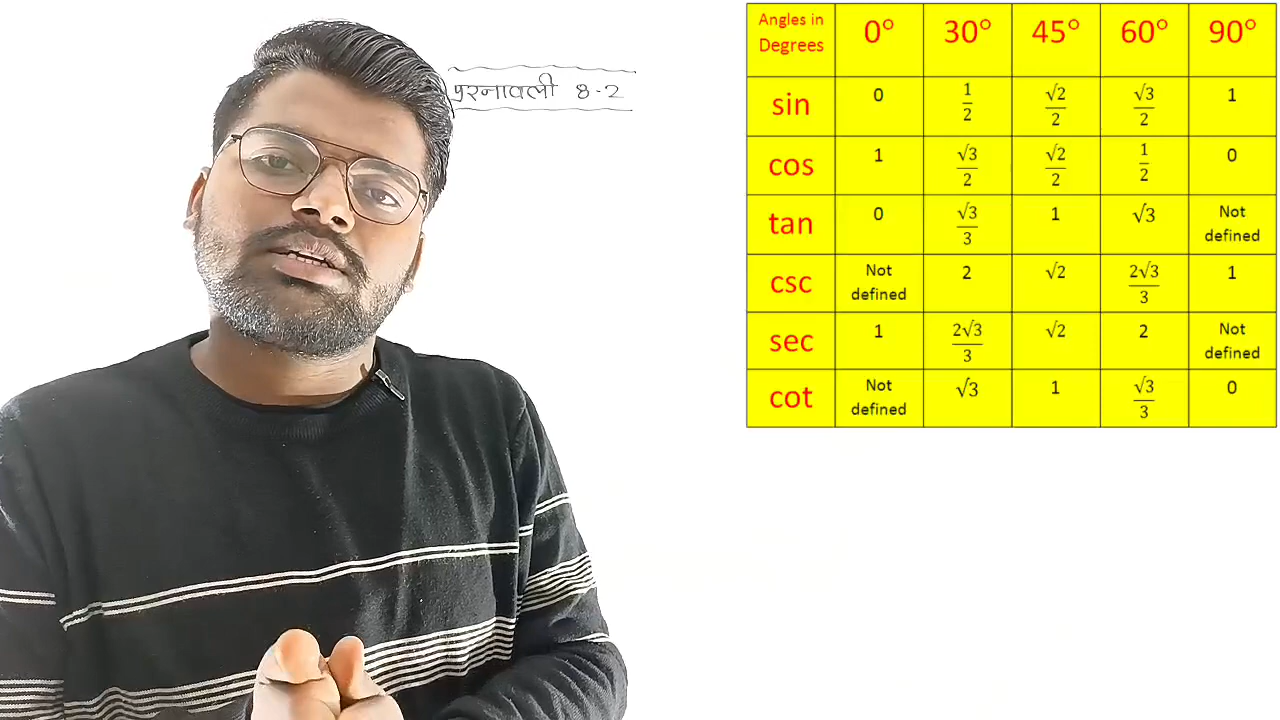 प्रश्नावली 8.2
Angles in Degrees 0° 30° 45° 60° 90°
sin 0 1/2 √2/2 √3/2 1
cos 1 √3/2 √2/2 1/2 0
tan 0 √3/3 1 √3 Not defined
csc Not defined 2 √2 2√3/3 1
sec 1 2√3/3 √2 2 Not defined
cot Not defined √3 1 √3/3 0